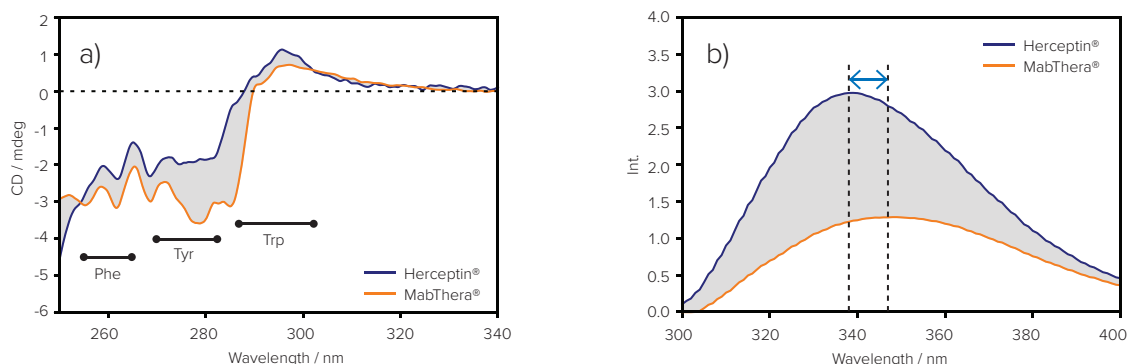 a)
2
1
0
-1
-2
-3
-4
-5
-6
CD / mdeg
Phe
Tyr
Trp
Herceptin®
MabThera®
260 280 300 320 340
Wavelength / nm
b)
4.0
3.5
3.0
2.5
2.0
1.5
1.0
0.5
0.0
Int.
Herceptin®
MabThera®
300 320 340 360 380 400
Wavelength / nm